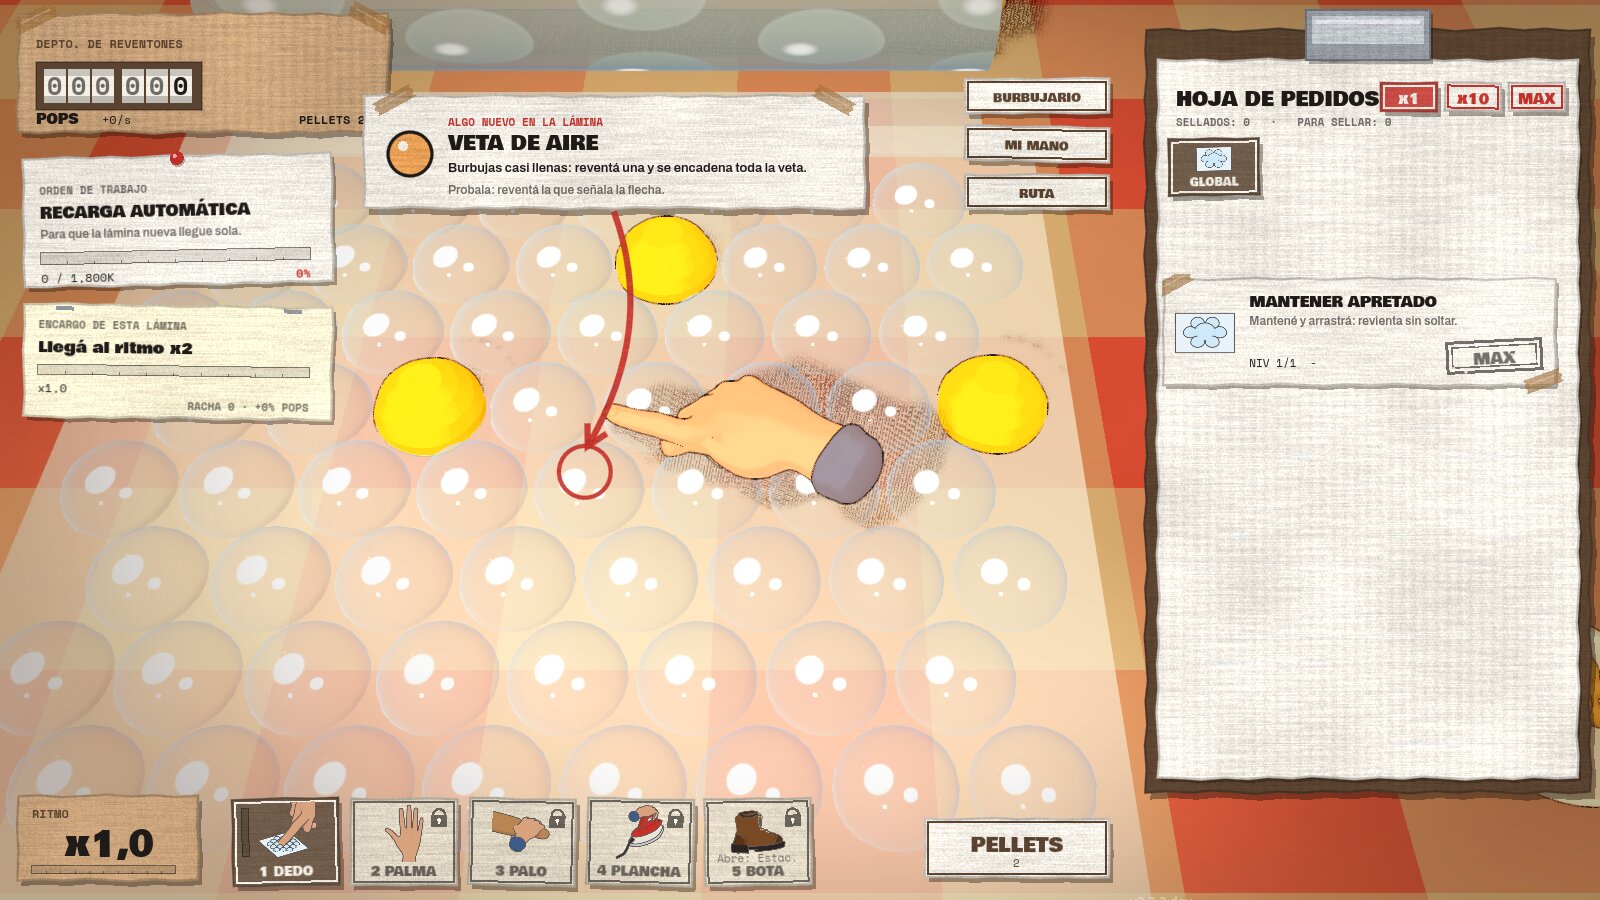 DEPTO. DE REVENTONES
000 000
POPS +0/s PELLETS 2
ORDEN DE TRABAJO
RECARGA AUTOMÁTICA
Para que la lámina nueva llegue sola.
0 / 1.800K 0%
ENCARGO DE ESTA LÁMINA
Llegá al ritmo x2
x1.0
RACHA 0 · +0% POPS
ALGO NUEVO EN LA LÁMINA
VETA DE AIRE
Burbujas casi llenas: reventá una y se encadena toda la veta.
Probala: reventá la que señala la flecha.
BURBUJARIO
MI MANO
RUTA
HOJA DE PEDIDOS x1 x10 MAX
SELLADOS: 0 · PARA SELLAR: 0
GLOBAL
MANTENER APRETADO
Mantené y arrastrá: revienta sin soltar.
NIV 1/1 -
MAX
RITMO
x1,0
1 DEDO
2 PALMA
3 PALO
4 PLANCHA
Abre: Estac.
5 BOTA
PELLETS
2